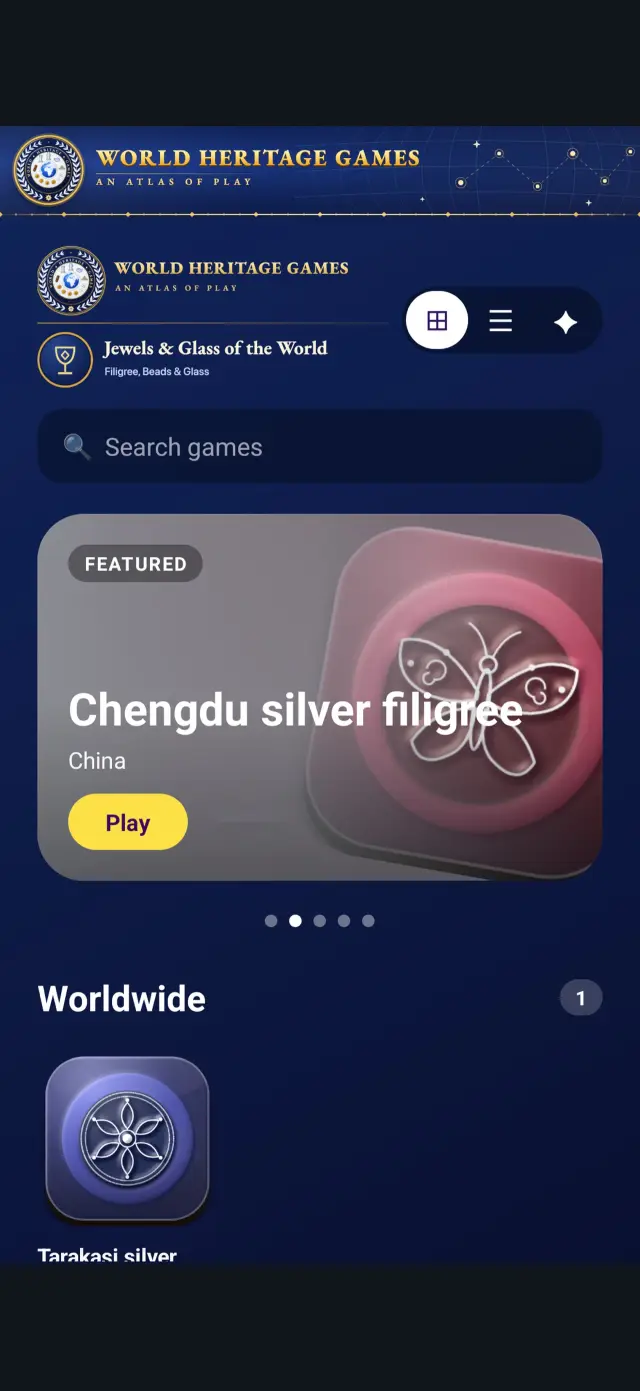 WORLD HERITAGE GAMES
AN ATLAS OF PLAY
WORLD HERITAGE GAMES
AN ATLAS OF PLAY
Jewels & Glass of the World
Filigree, Beads & Glass
Search games
FEATURED
Chengdu silver filigree
China
Play
Worldwide
1
Tarakasi silver